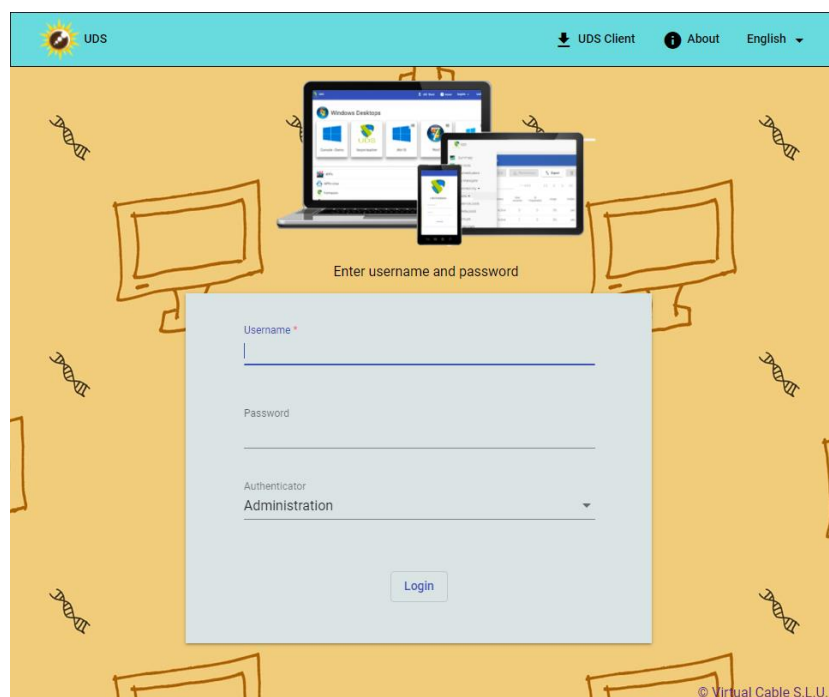 UDS
UDS Client
About
English
Windows Desktops
Enter username and password
Username *
Password
Authenticator
Administration
Login
© Virtual Cable S.L.U.